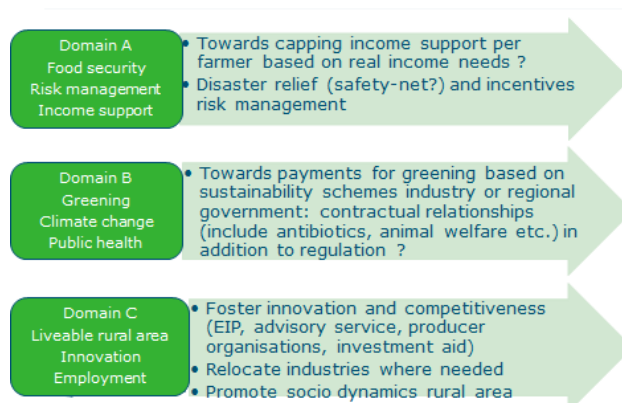 Domain A
Food security
Risk management
Income support
• Towards capping income support per
farmer based on real income needs ?
• Disaster relief (safety-net?) and incentives
risk management
Domain B
Greening
Climate change
Public health
• Towards payments for greening based on
sustainability schemes industry or regional
government: contractual relationships
(include antibiotics, animal welfare etc.) in
addition to regulation ?
Domain C
Liveable rural area
Innovation
Employment
• Foster innovation and competitiveness
(EIP, advisory service, producer
organisations, investment aid)
• Relocate industries where needed
• Promote socio dynamics rural area